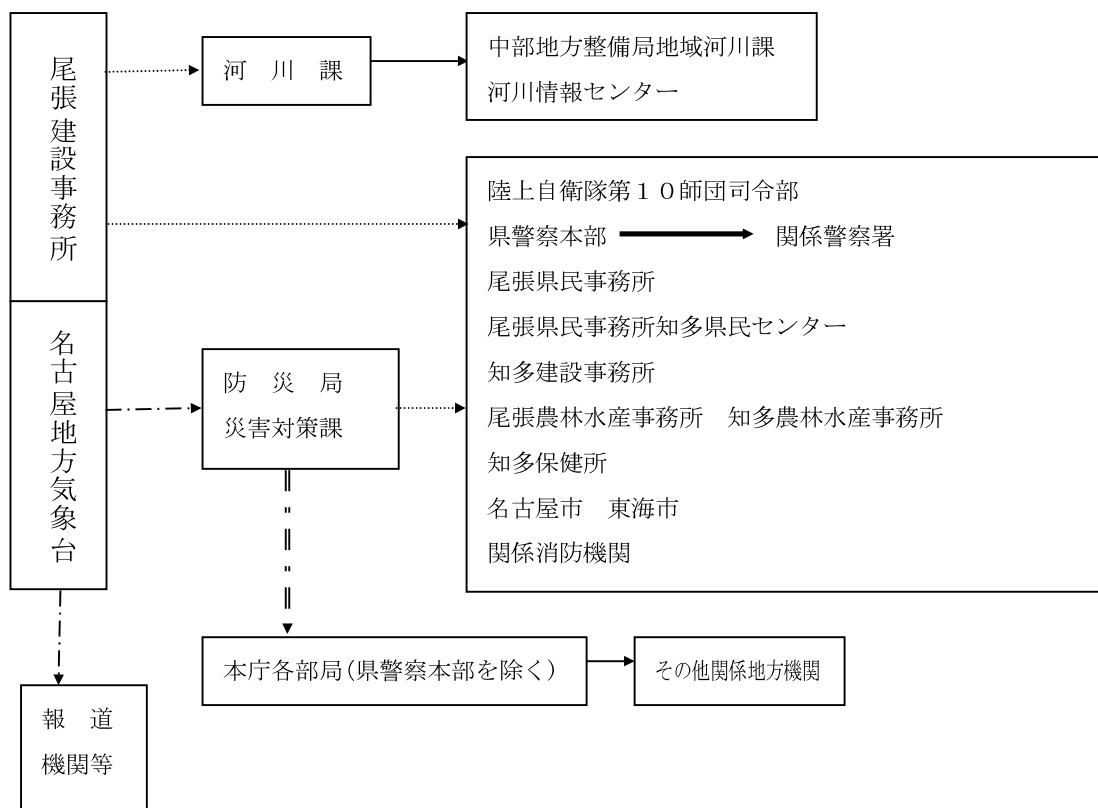 尾張建設事務所
河　川　課
中部地方整備局地域河川課
河川情報センター
陸上自衛隊第１０師団司令部
県警察本部　関係警察署
尾張県民事務所
尾張県民事務所知多県民センター
知多建設事務所
尾張農林水産事務所　知多農林水産事務所
知多保健所
名古屋市　東海市
関係消防機関
名古屋地方気象台
防　災　局
災害対策課
本庁各部局(県警察本部を除く)
その他関係地方機関
報　道
機関等